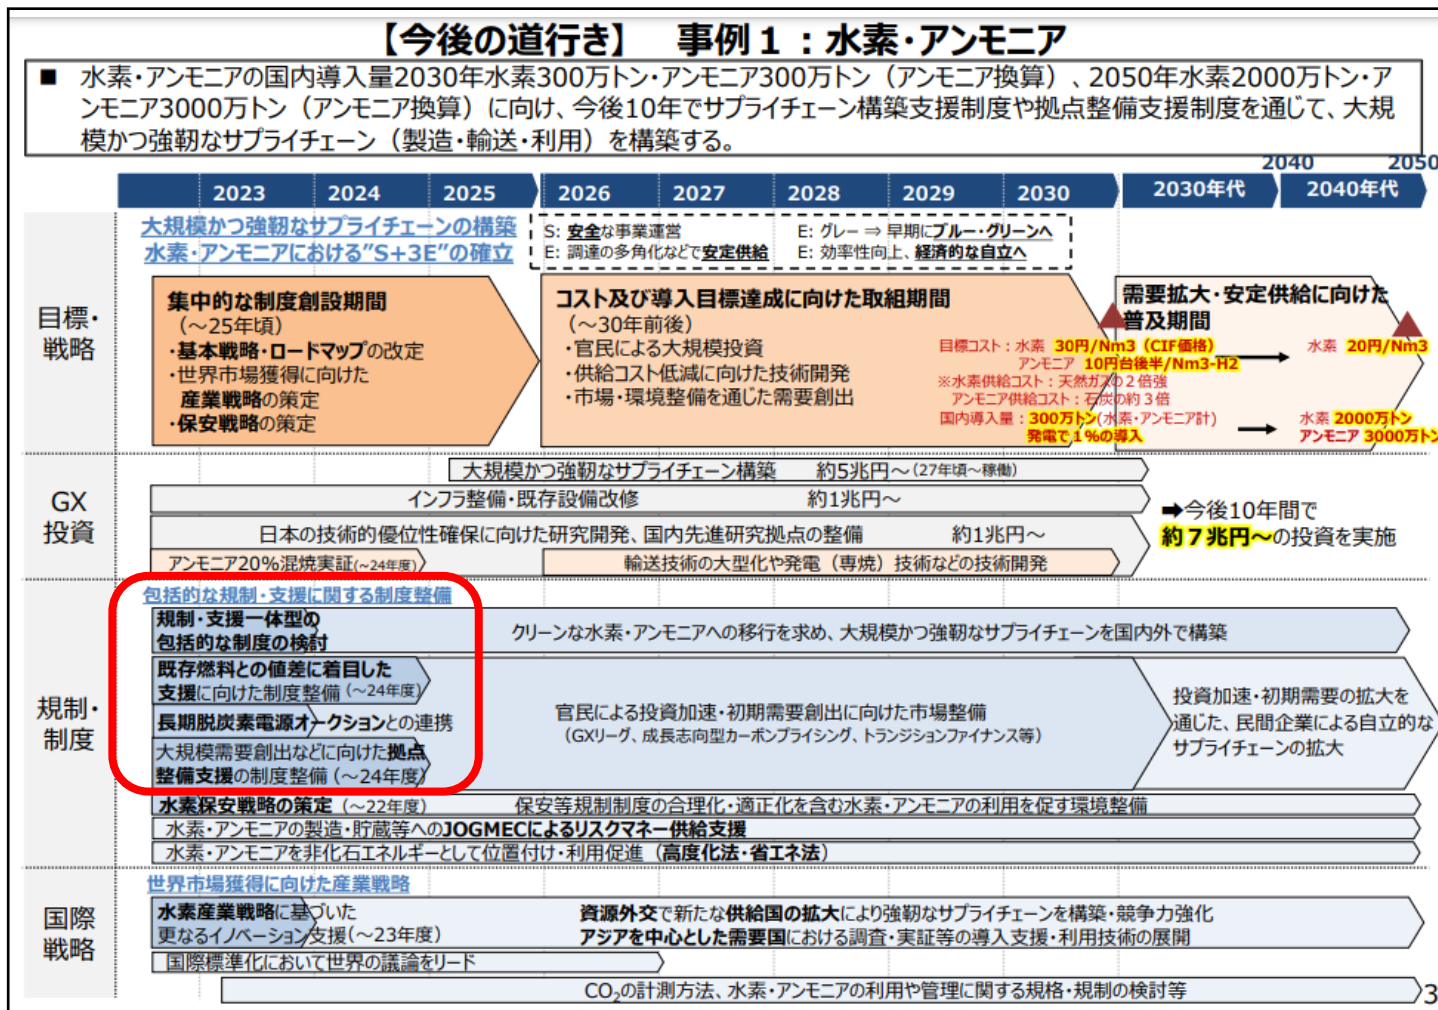 【今後の道行き】　事例１：水素・アンモニア
■ 水素・アンモニアの国内導入量2030年水素300万トン・アンモニア300万トン（アンモニア換算）、2050年水素2000万トン・ア
ンモニア3000万トン（アンモニア換算）に向け、今後10年でサプライチェーン構築支援制度や拠点整備支援制度を通じて、大規
模かつ強靭なサプライチェーン（製造・輸送・利用）を構築する。
2040 2050
2023 2024 2025 2026 2027 2028 2029 2030 2030年代 2040年代
目標・
戦略
大規模かつ強靭なサプライチェーンの構築
水素・アンモニアにおける”S+3E”の確立
S: 安全な事業運営 E: グレー ⇒ 早期にブルー・グリーンへ
E: 調達の多角化などで安定供給 E: 効率性向上、経済的な自立へ
集中的な制度創設期間
（～25年頃）
・基本戦略・ロードマップの改定
・世界市場獲得に向けた
産業戦略の策定
・保安戦略の策定
コスト及び導入目標達成に向けた取組期間
（～30年前後）
・官民による大規模投資
・供給コスト低減に向けた技術開発
・市場・環境整備を通じた需要創出
目標コスト：水素 30円/Nm3（CIF価格）
アンモニア 10円台後半/Nm3-H2
※水素供給コスト：天然ガスの２倍強
アンモニア供給コスト：石炭の約３倍
国内導入量：300万トン(水素・アンモニア計)
発電で１%の導入
需要拡大・安定供給に向けた
普及期間
水素 20円/Nm3
水素 2000万トン
アンモニア 3000万トン
GX
投資
大規模かつ強靭なサプライチェーン構築　約5兆円～(27年頃～稼働)
インフラ整備・既存設備改修　約1兆円～
日本の技術的優位性確保に向けた研究開発、国内先進研究拠点の整備　約1兆円～
アンモニア20%混焼実証(~24年度)
輸送技術の大型化や発電（専焼）技術などの技術開発
➡今後10年間で
約７兆円～の投資を実施
規制・
制度
包括的な規制・支援に関する制度整備
規制・支援一体型の
包括的な制度の検討
クリーンな水素・アンモニアへの移行を求め、大規模かつ強靭なサプライチェーンを国内外で構築
既存燃料との値差に着目した
支援に向けた制度整備（～24年度）
長期脱炭素電源オークションとの連携
大規模需要創出などに向けた拠点
整備支援の制度整備（～24年度）
官民による投資加速・初期需要創出に向けた市場整備
（GXリーグ、成長志向型カーボンプライシング、トランジションファイナンス等）
投資加速・初期需要の拡大を
通じた、民間企業による自立的な
サプライチェーンの拡大
水素保安戦略の策定（～22年度）
保安等規制制度の合理化・適正化を含む水素・アンモニアの利用を促す環境整備
水素・アンモニアの製造・貯蔵等へのJOGMECによるリスクマネー供給支援
水素・アンモニアを非化石エネルギーとして位置付け・利用促進（高度化法・省エネ法）
国際
戦略
世界市場獲得に向けた産業戦略
水素産業戦略に基づいた
更なるイノベーション支援（～23年度）
資源外交で新たな供給国の拡大により強靭なサプライチェーンを構築・競争力強化
アジアを中心とした需要国における調査・実証等の導入支援・利用技術の展開
国際標準化において世界の議論をリード
CO₂の計測方法、水素・アンモニアの利用や管理に関する規格・規制の検討等
3